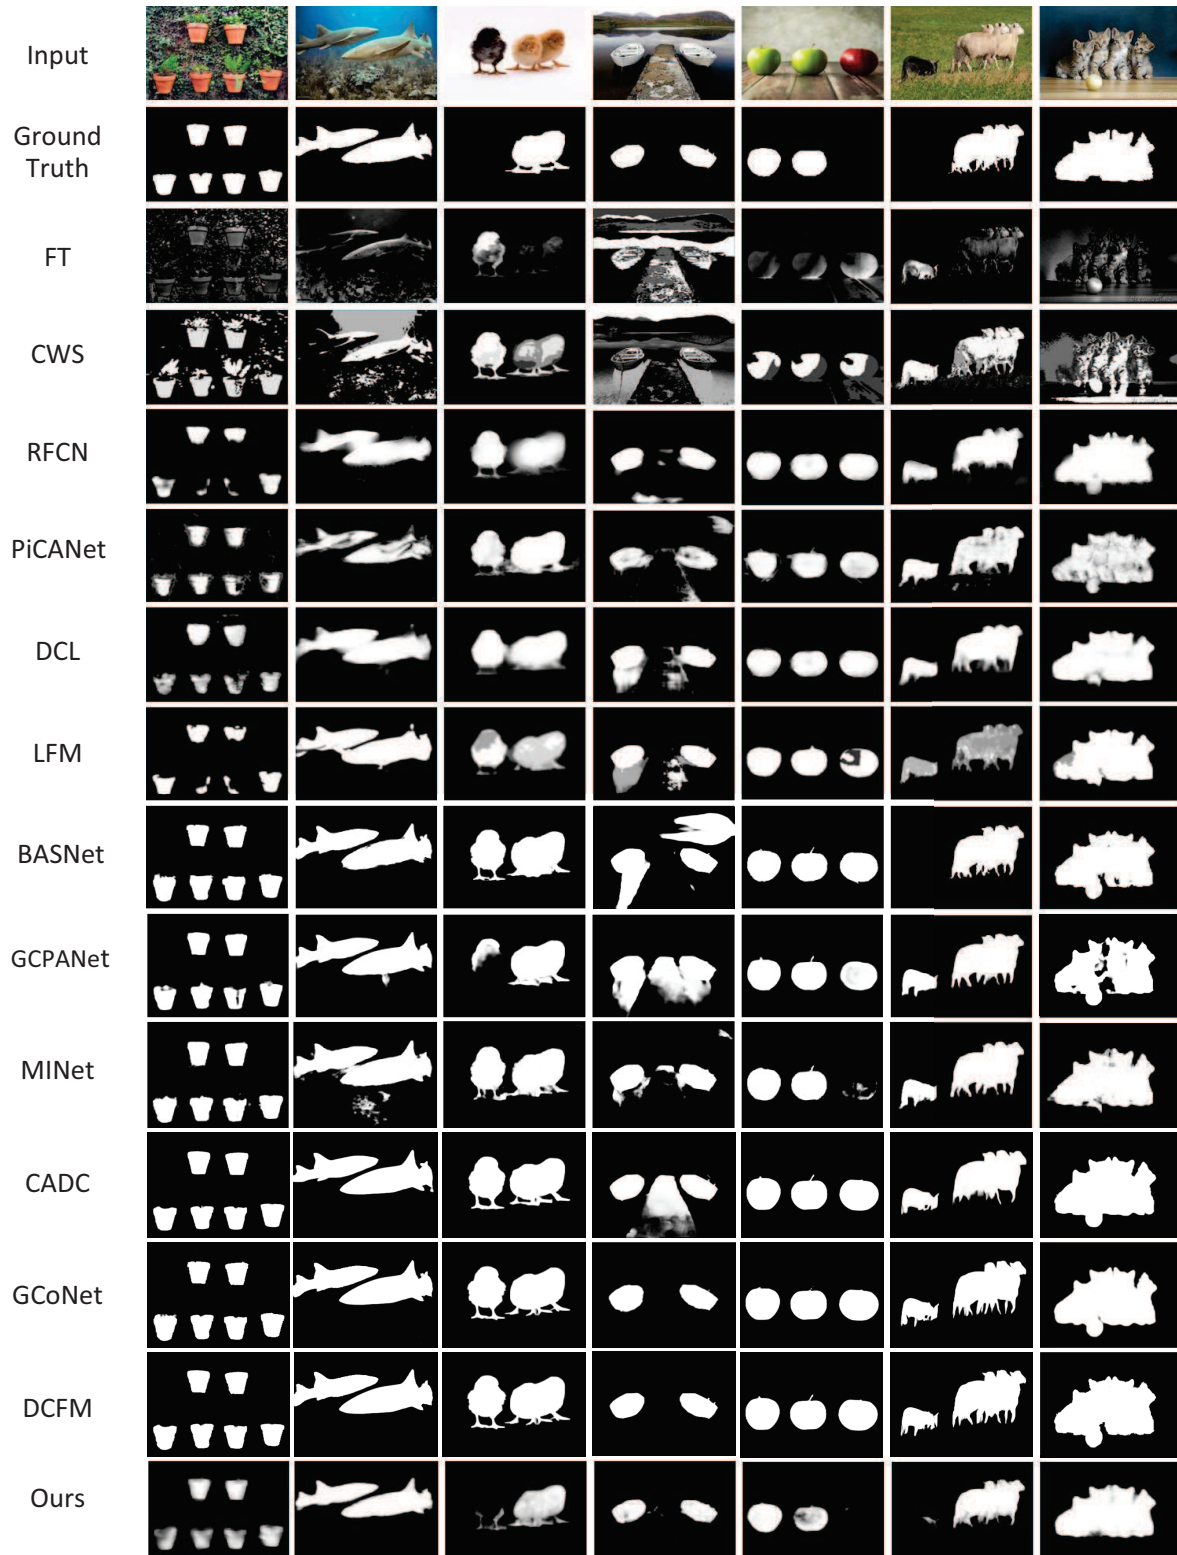 Input
Ground
Truth
FT
CWS
RFCN
PiCANet
DCL
LFM
BASNet
GCPANet
MINet
CADC
GCoNet
DCFM
Ours